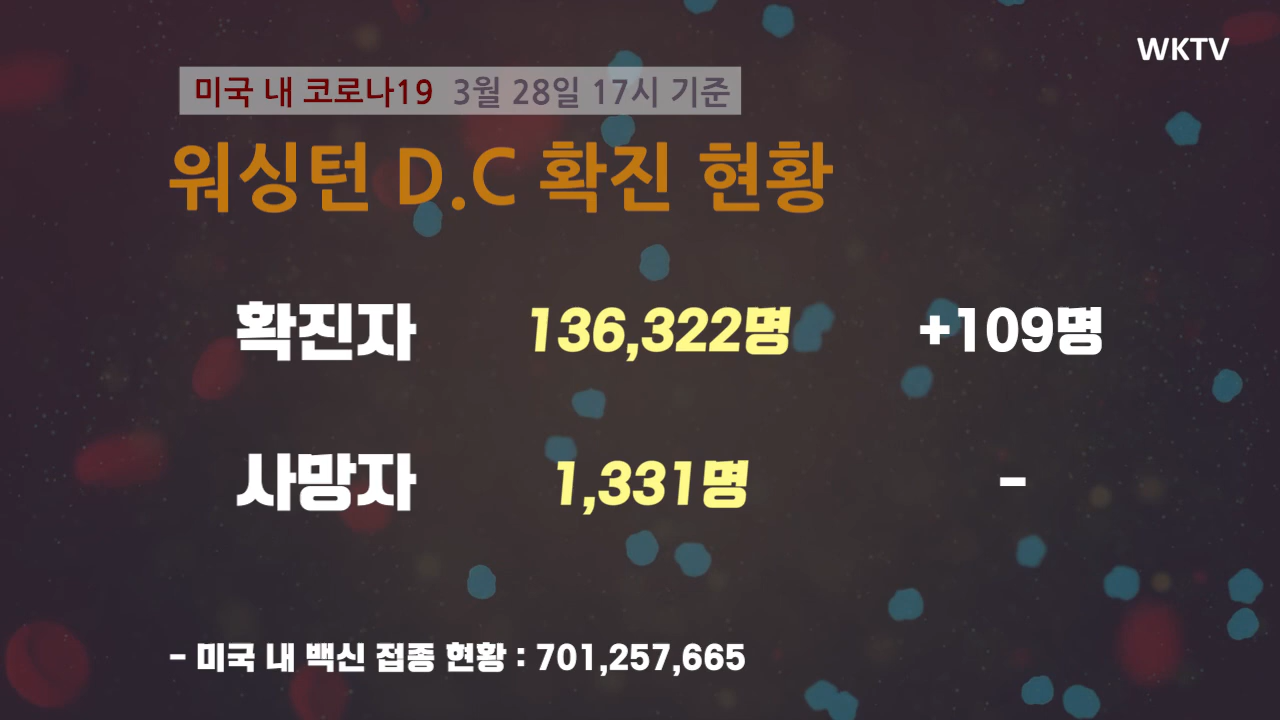 WKTV
미국 내 코로나19 3월 28일 17시 기준
워싱턴 D.C 확진 현황
확진자 136,322명 +109명
사망자 1,331명 -
- 미국 내 백신 접종 현황 : 701,257,665